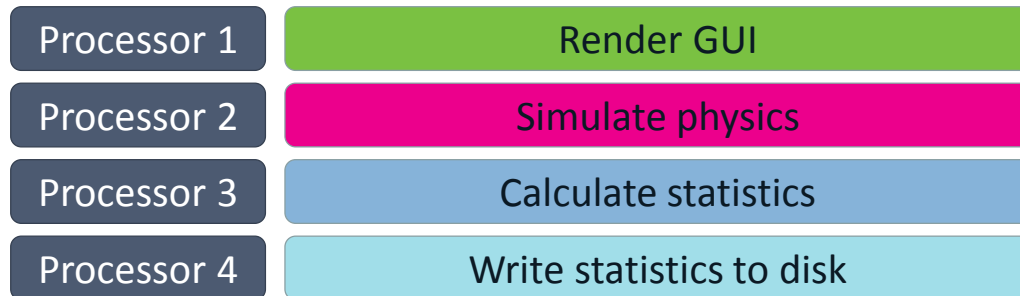 Processor 1 Render GUI
Processor 2 Simulate physics
Processor 3 Calculate statistics
Processor 4 Write statistics to disk